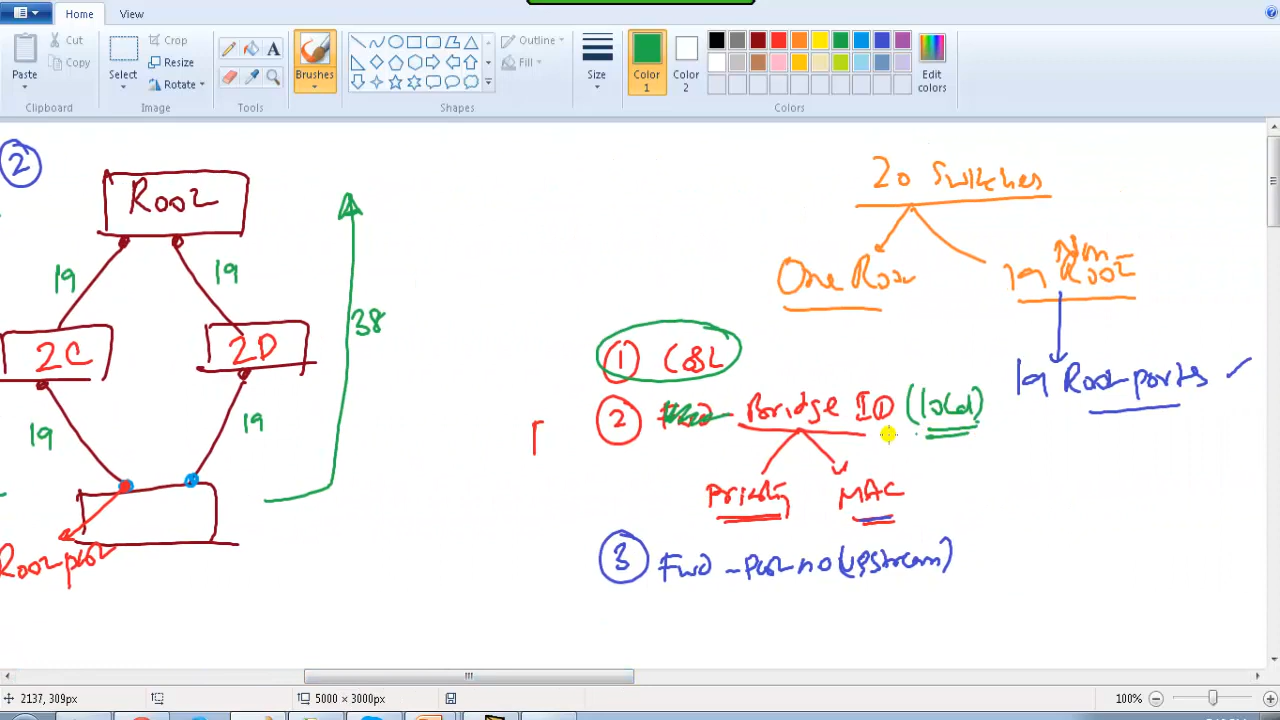 Home
View
Paste
Cut
Copy
Clipboard
Select
Crop
Resize
Rotate
Image
A
Tools
Brushes
Outline
Fill
Shapes
Size
Color 1
Color 2
Edit colors
Colors
2
Root
19
19
2C
2D
38
19
19
Root port
20 Switches
One Root
19 Non Root
19 Root ports
1 Cost
2 Bridge ID (local)
Priority
MAC
3 Fwd - Port no (upstream)
2137, 309px
5000 × 3000px
100%